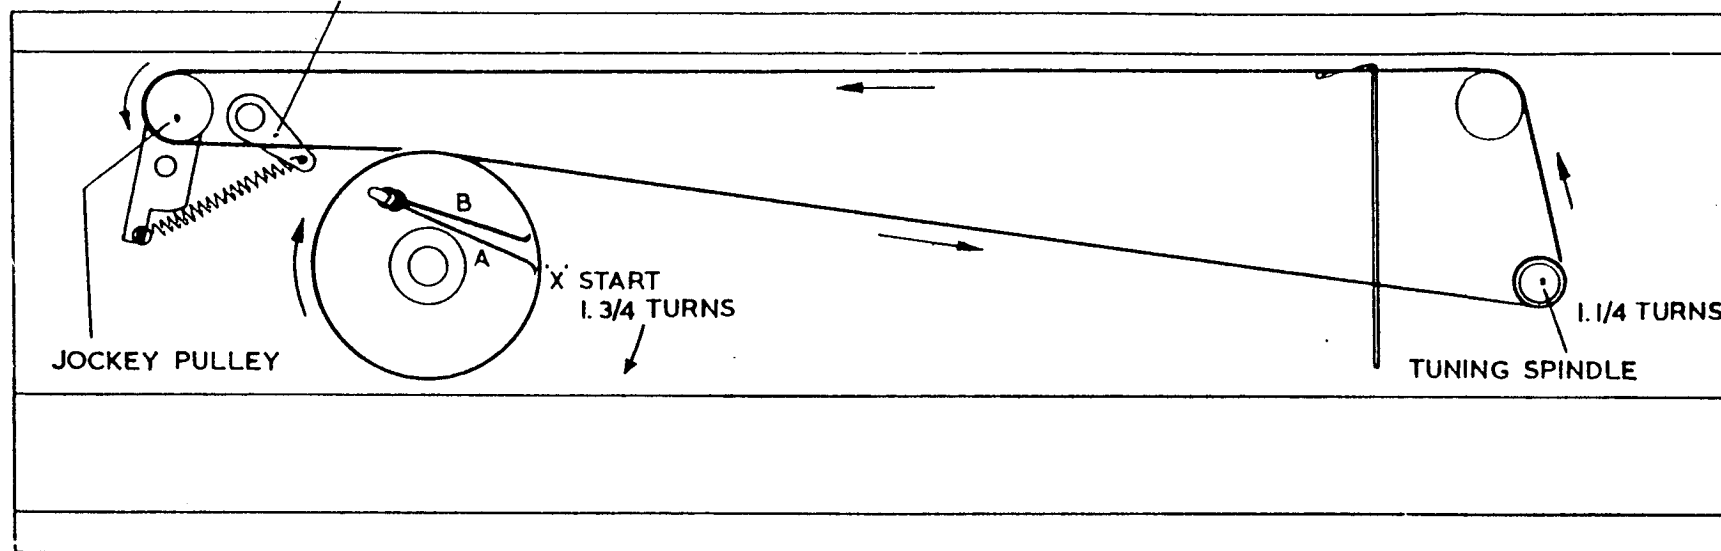 B
A
'X' START
1.3/4 TURNS
1.1/4 TURNS
JOCKEY PULLEY
TUNING SPINDLE